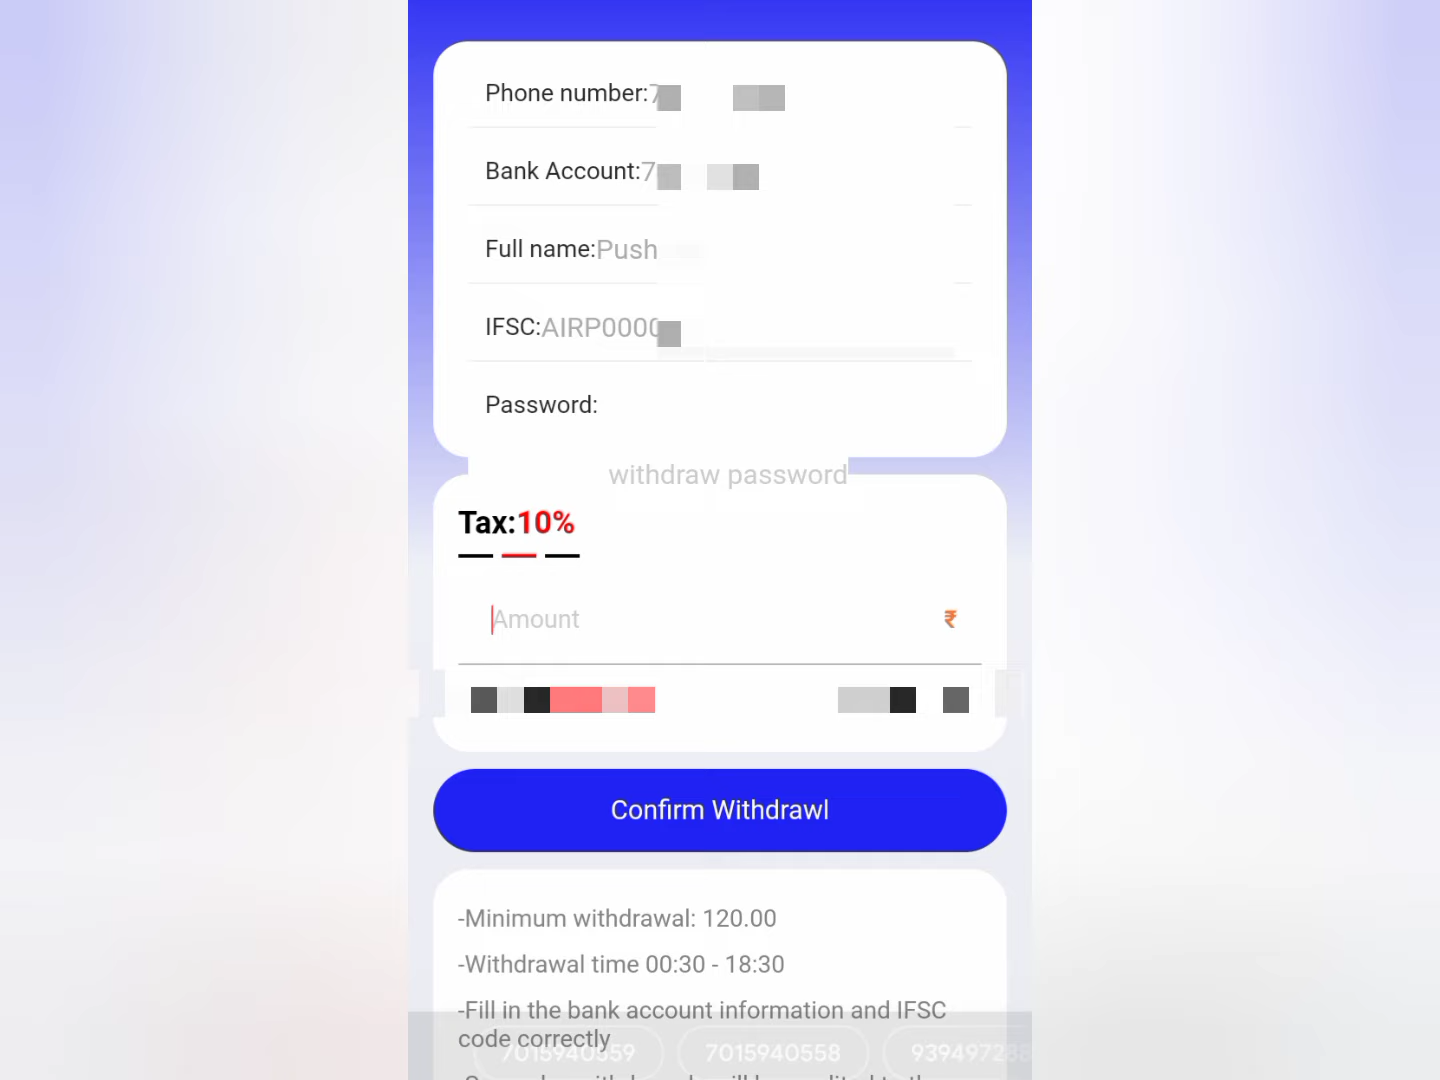 Phone number:7
Bank Account:7
Full name:Push
IFSC:AIRP0000
Password:
withdraw password
Tax:10%
Amount ₹
Confirm Withdrawl
-Minimum withdrawal: 120.00
-Withdrawal time 00:30 - 18:30
-Fill in the bank account information and IFSC
code correctly
7015940559 7015940558